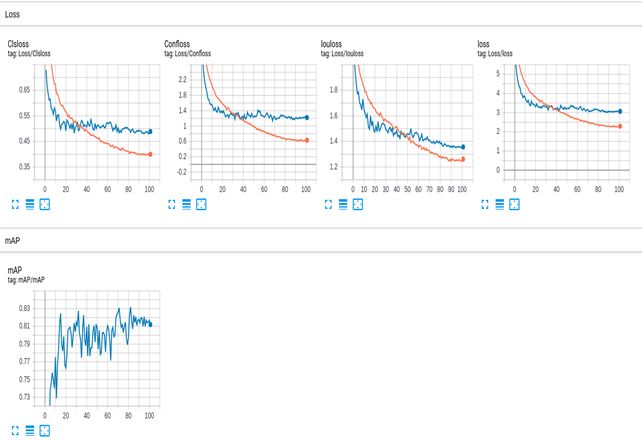 Loss
Clsloss
tag: Loss/Clsloss
0.65
0.55
0.45
0.35
0 20 40 60 80 100
Confloss
tag: Loss/Confloss
2.2
1.8
1.4
1
0.6
0.2
-0.2
0 20 40 60 80 100
Iouloss
tag: Loss/Iouloss
1.8
1.6
1.4
1.2
0 10 20 30 40 50 60 70 80 90 100
loss
tag: Loss/loss
5
4
3
2
1
0
0 20 40 60 80 100
mAP
mAP
tag: mAP/mAP
0.83
0.81
0.79
0.77
0.75
0.73
0 20 40 60 80 100